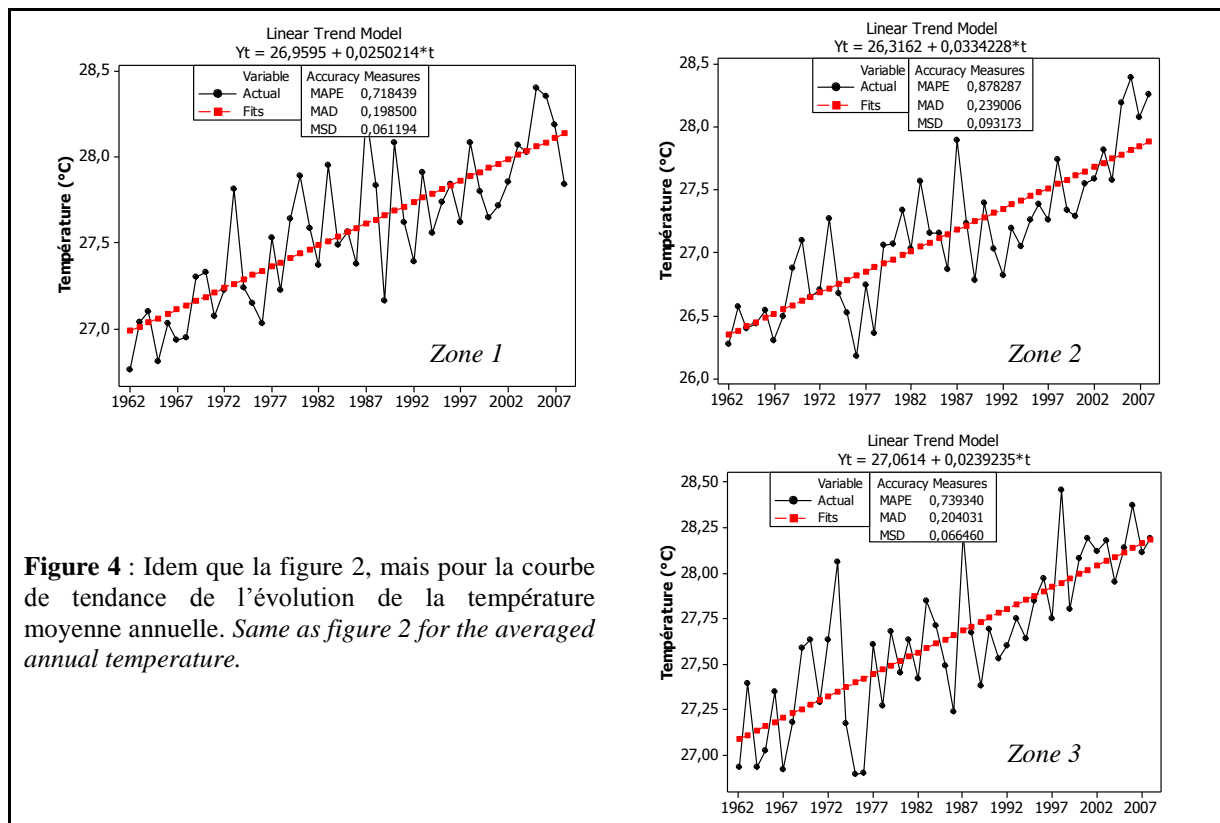 Linear Trend Model
Yt = 26,9595 + 0,0250214*t
28,5
28,0
27,5
27,0
Température (°C)
Variable
Actual
Fits
Accuracy Measures
MAPE 0,718439
MAD 0,198500
MSD 0,061194
Zone 1
1962 1967 1972 1977 1982 1987 1992 1997 2002 2007
Linear Trend Model
Yt = 26,3162 + 0,0334228*t
28,5
28,0
27,5
27,0
26,5
26,0
Température (°C)
Variable
Actual
Fits
Accuracy Measures
MAPE 0,878287
MAD 0,239006
MSD 0,093173
Zone 2
1962 1967 1972 1977 1982 1987 1992 1997 2002 2007
Linear Trend Model
Yt = 27,0614 + 0,0239235*t
28,50
28,25
28,00
27,75
27,50
27,25
27,00
Température (°C)
Variable
Actual
Fits
Accuracy Measures
MAPE 0,739340
MAD 0,204031
MSD 0,066460
Zone 3
1962 1967 1972 1977 1982 1987 1992 1997 2002 2007
Figure 4 : Idem que la figure 2, mais pour la courbe
de tendance de l’évolution de la température
moyenne annuelle. Same as figure 2 for the averaged
annual temperature.